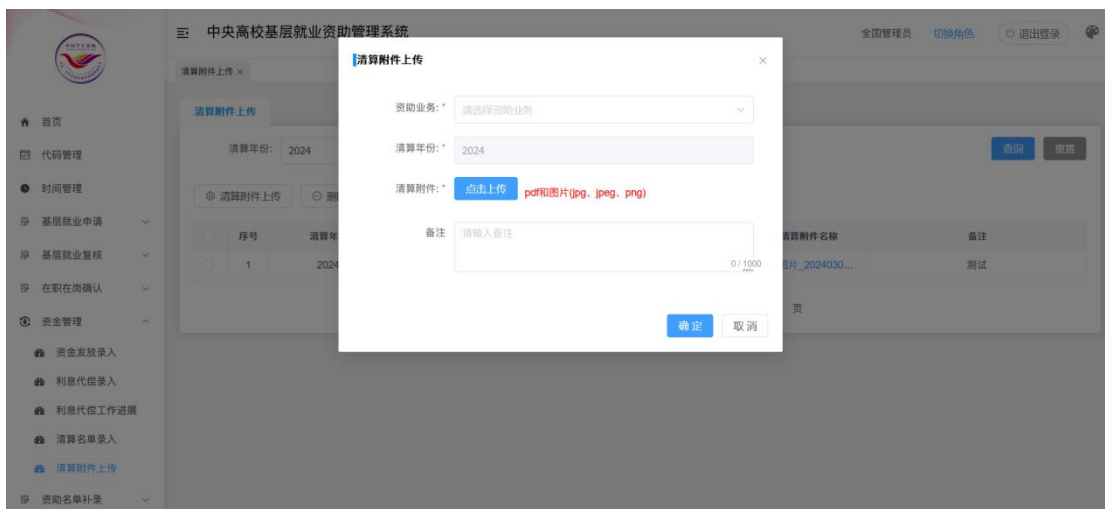 中央高校基层就业资助管理系统
全国管理员 切换角色 退出登录
清算附件上传 ×
首页
代码管理
时间管理
基层就业申请
基层就业复核
在职在岗确认
资金管理
资金发放录入
利息代偿录入
利息代偿工作进展
清算名单录入
清算附件上传
资助名单补录
清算附件上传
清算年份: 2024 查询 重置
清算附件上传
序号 清算年 清算附件名称 备注
1 2024 图片_2024030... 测试
页
清算附件上传 ×
资助业务: * 请选择资助业务
清算年份: * 2024
清算附件: * 点击上传 pdf和图片(jpg、jpeg、png)
备注 请输入备注
0 / 1000
确定 取消